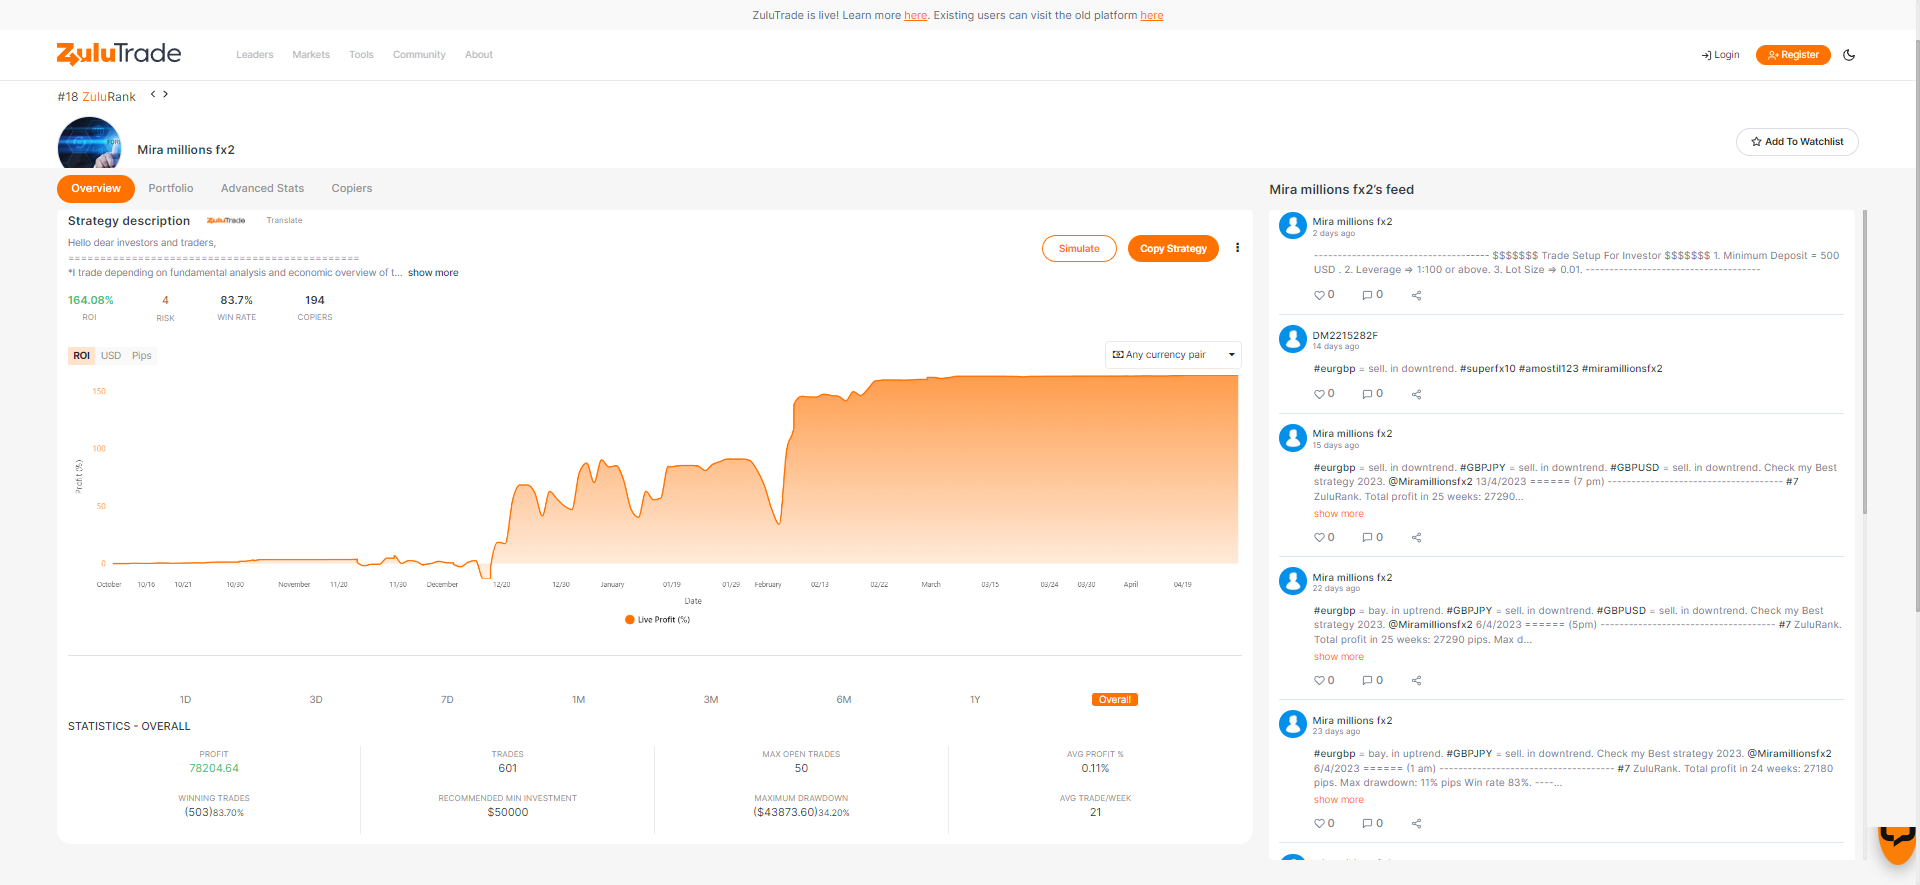 ZuluTrade is live! Learn more here. Existing users can visit the old platform here
ZuluTrade
Leaders Markets Tools Community About
Login Register
#18 ZuluRank < >
Mira millions fx2
Add To Watchlist
Overview Portfolio Advanced Stats Copiers
Strategy description ZuluTrade Translate
Hello dear investors and traders,
==============================================
*I trade depending on fundamental analysis and economic overview of t... show more
Simulate Copy Strategy
164.08% 4 83.7% 194
ROI RISK WIN RATE COPIERS
ROI USD Pips
Any currency pair
150
100
50
0
Profit (%)
October 10/16 10/21 10/30 November 11/20 11/30 December 12/20 12/30 January 01/19 01/29 February 02/13 02/22 March 03/15 03/24 03/30 April 04/19
Date
Live Profit (%)
1D 3D 7D 1M 3M 6M 1Y Overall
STATISTICS - OVERALL
PROFIT TRADES MAX OPEN TRADES AVG PROFIT %
78204.64 601 50 0.11%
WINNING TRADES RECOMMENDED MIN INVESTMENT MAXIMUM DRAWDOWN AVG TRADE/WEEK
(503)83.70% $50000 ($43873.60)34.20% 21
Mira millions fx2's feed
Mira millions fx2
2 days ago
------------------------------------- $$$$$$$ Trade Setup For Investor $$$$$$$ 1. Minimum Deposit = 500
USD . 2. Leverage => 1:100 or above. 3. Lot Size => 0.01. -------------------------------------
0 0
DM2215282F
14 days ago
#eurgbp = sell. in downtrend. #superfx10 #amostil123 #miramillionsfx2
0 0
Mira millions fx2
15 days ago
#eurgbp = sell. in downtrend. #GBPJPY = sell. in downtrend. #GBPUSD = sell. in downtrend. Check my Best
strategy 2023. @Miramillionsfx2 13/4/2023 ====== (7 pm) ------------------------------------- #7
ZuluRank. Total profit in 25 weeks: 27290...
show more
0 0
Mira millions fx2
22 days ago
#eurgbp = bay. in uptrend. #GBPJPY = sell. in downtrend. #GBPUSD = sell. in downtrend. Check my Best
strategy 2023. @Miramillionsfx2 6/4/2023 ====== (5pm) ------------------------------------- #7 ZuluRank.
Total profit in 25 weeks: 27290 pips. Max d...
show more
0 0
Mira millions fx2
23 days ago
#eurgbp = bay. in uptrend. #GBPJPY = sell. in downtrend. Check my Best strategy 2023. @Miramillionsfx2
6/4/2023 ====== (1 am) ------------------------------------- #7 ZuluRank. Total profit in 24 weeks: 27180
pips. Max drawdown: 11% pips Win rate 83%. ----...
show more
0 0